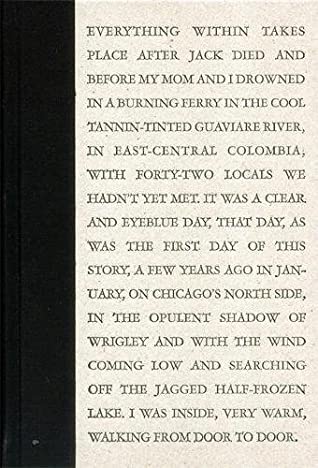 EVERYTHING WITHIN TAKES
PLACE AFTER JACK DIED AND
BEFORE MY MOM AND I DROWNED
IN A BURNING FERRY IN THE COOL
TANNIN-TINTED GUAVIARE RIVER,
IN EAST-CENTRAL COLOMBIA,
WITH FORTY-TWO LOCALS WE
HADN'T YET MET. IT WAS A CLEAR
AND EYEBLUE DAY, THAT DAY, AS
WAS THE FIRST DAY OF THIS
STORY, A FEW YEARS AGO IN JAN-
UARY, ON CHICAGO'S NORTH SIDE,
IN THE OPULENT SHADOW OF
WRIGLEY AND WITH THE WIND
COMING LOW AND SEARCHING
OFF THE JAGGED HALF-FROZEN
LAKE. I WAS INSIDE, VERY WARM,
WALKING FROM DOOR TO DOOR.